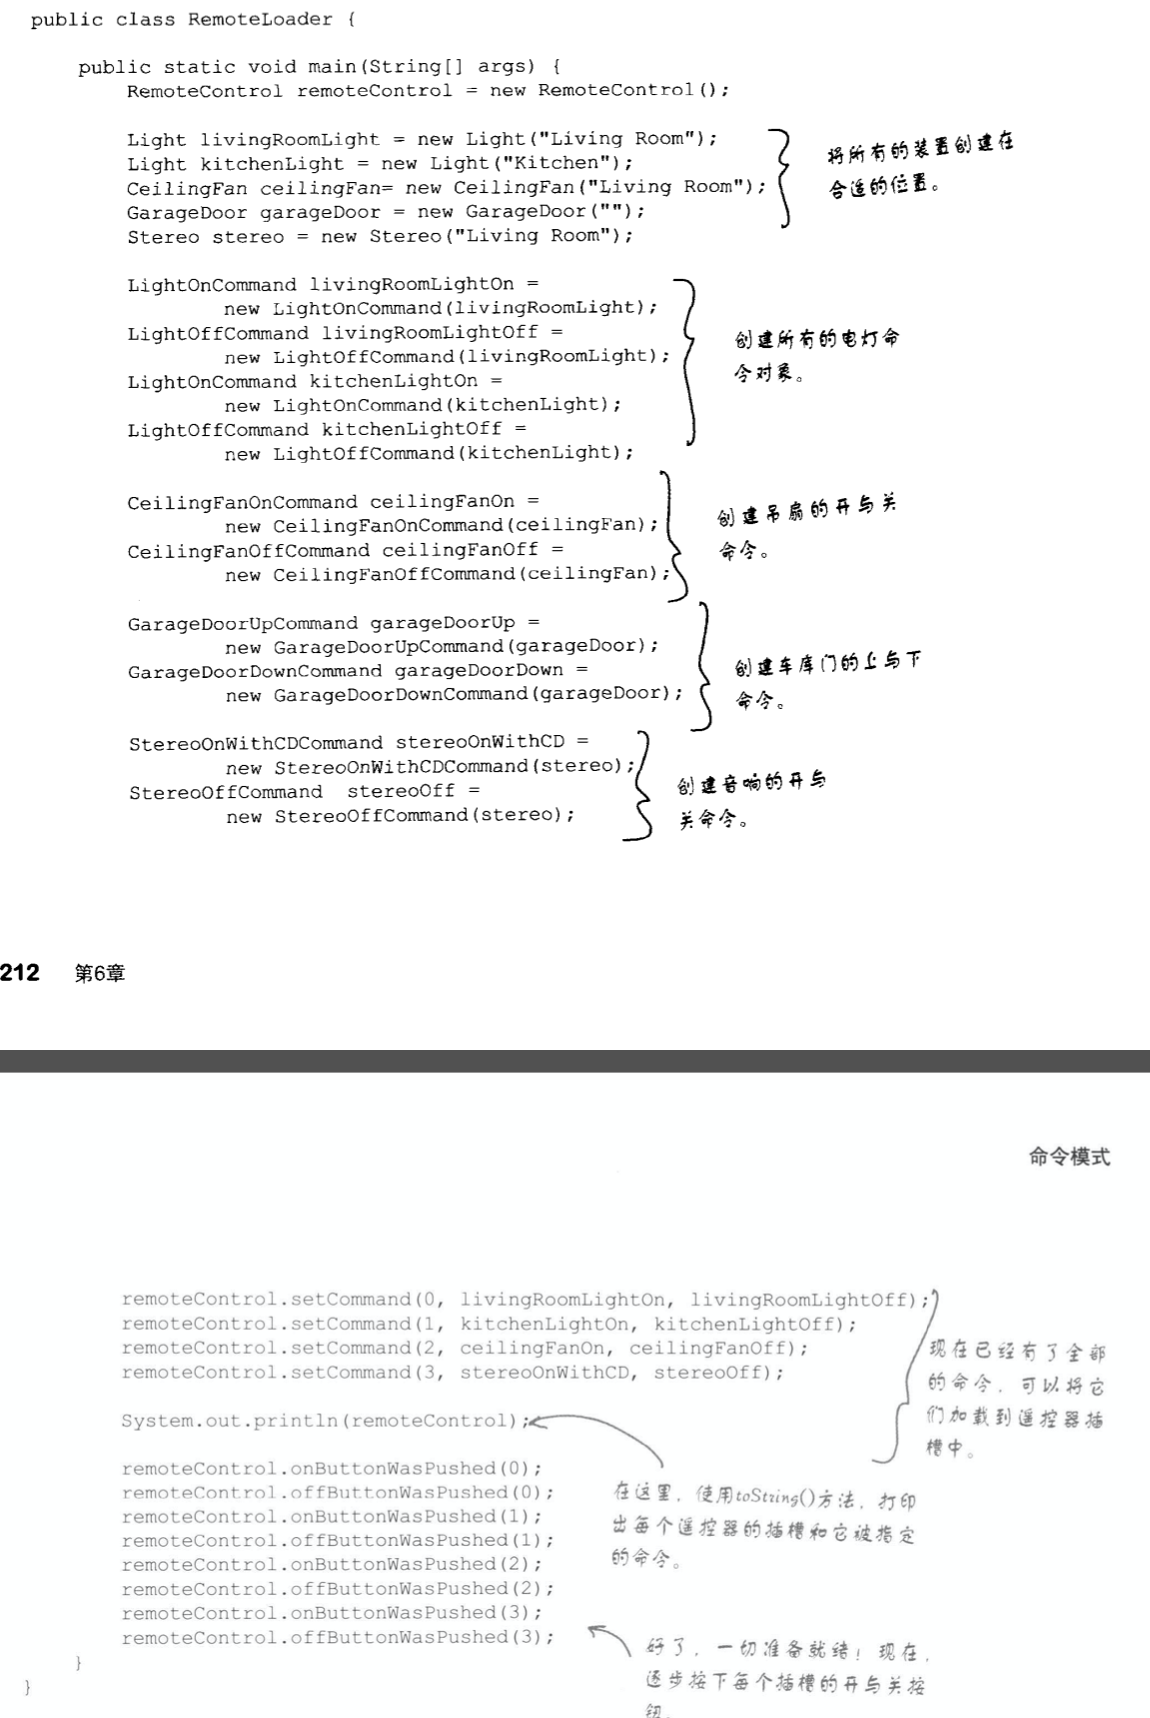 public class RemoteLoader {
public static void main(String[] args) {
RemoteControl remoteControl = new RemoteControl();
Light livingRoomLight = new Light("Living Room");
Light kitchenLight = new Light("Kitchen");
CeilingFan ceilingFan= new CeilingFan("Living Room");
GarageDoor garageDoor = new GarageDoor("");
Stereo stereo = new Stereo("Living Room");
将所有的装置创建在
合适的位置。
LightOnCommand livingRoomLightOn =
new LightOnCommand(livingRoomLight);
LightOffCommand livingRoomLightOff =
new LightOffCommand(livingRoomLight);
LightOnCommand kitchenLightOn =
new LightOnCommand(kitchenLight);
LightOffCommand kitchenLightOff =
new LightOffCommand(kitchenLight);
创建所有的电灯命
令对象。
CeilingFanOnCommand ceilingFanOn =
new CeilingFanOnCommand(ceilingFan);
CeilingFanOffCommand ceilingFanOff =
new CeilingFanOffCommand(ceilingFan);
创建吊扇的开与关
命令。
GarageDoorUpCommand garageDoorUp =
new GarageDoorUpCommand(garageDoor);
GarageDoorDownCommand garageDoorDown =
new GarageDoorDownCommand(garageDoor);
创建车库门的上与下
命令。
StereoOnWithCDCommand stereoOnWithCD =
new StereoOnWithCDCommand(stereo);
StereoOffCommand stereoOff =
new StereoOffCommand(stereo);
创建音响的开与
关命令。
212 第6章
命令模式
remoteControl.setCommand(0, livingRoomLightOn, livingRoomLightOff);
remoteControl.setCommand(1, kitchenLightOn, kitchenLightOff);
remoteControl.setCommand(2, ceilingFanOn, ceilingFanOff);
remoteControl.setCommand(3, stereoOnWithCD, stereoOff);
现在已经有了全部
的命令，可以将它
们加载到遥控器插
槽中。
System.out.println(remoteControl);
remoteControl.onButtonWasPushed(0);
remoteControl.offButtonWasPushed(0);
remoteControl.onButtonWasPushed(1);
remoteControl.offButtonWasPushed(1);
remoteControl.onButtonWasPushed(2);
remoteControl.offButtonWasPushed(2);
remoteControl.onButtonWasPushed(3);
remoteControl.offButtonWasPushed(3);
在这里，使用toString()方法，打印
出每个遥控器的插槽和它被指定
的命令。
}
}
好了，一切准备就绪！现在，
逐步按下每个插槽的开与关按
钮。